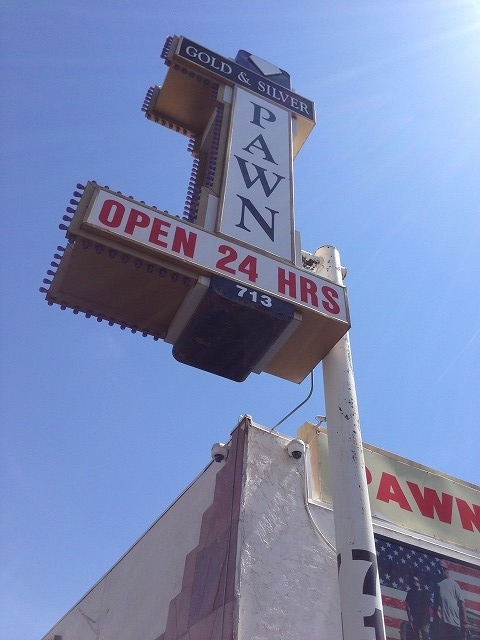 GOLD & SILVER
PAWN
OPEN 24 HRS
713
PAWN